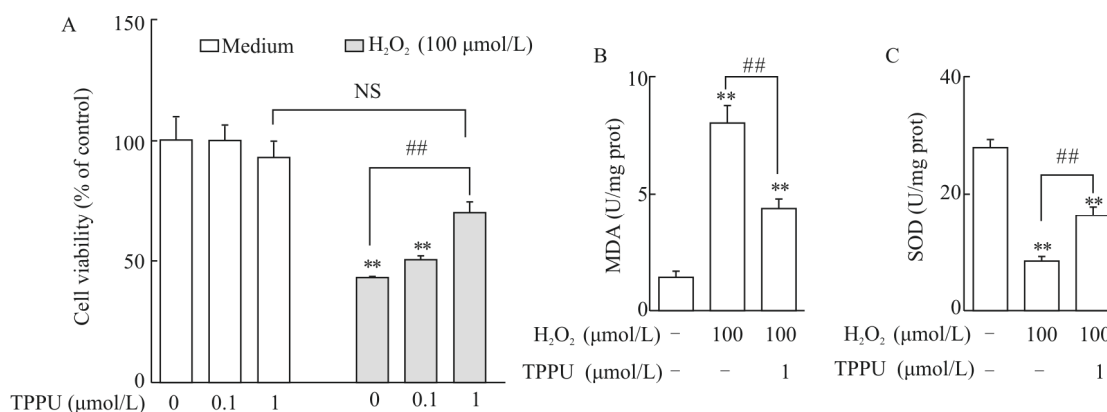 A
150
Medium
H₂O₂ (100 μmol/L)
NS
100
##
** **
50
0
Cell viability (% of control)
TPPU (μmol/L) 0 0.1 1 0 0.1 1
B
##
10
**
**
5
0
MDA (U/mg prot)
H₂O₂ (μmol/L) – 100 100
TPPU (μmol/L) – – 1
C
40
##
20
**
**
0
SOD (U/mg prot)
H₂O₂ (μmol/L) – 100 100
TPPU (μmol/L) – – 1